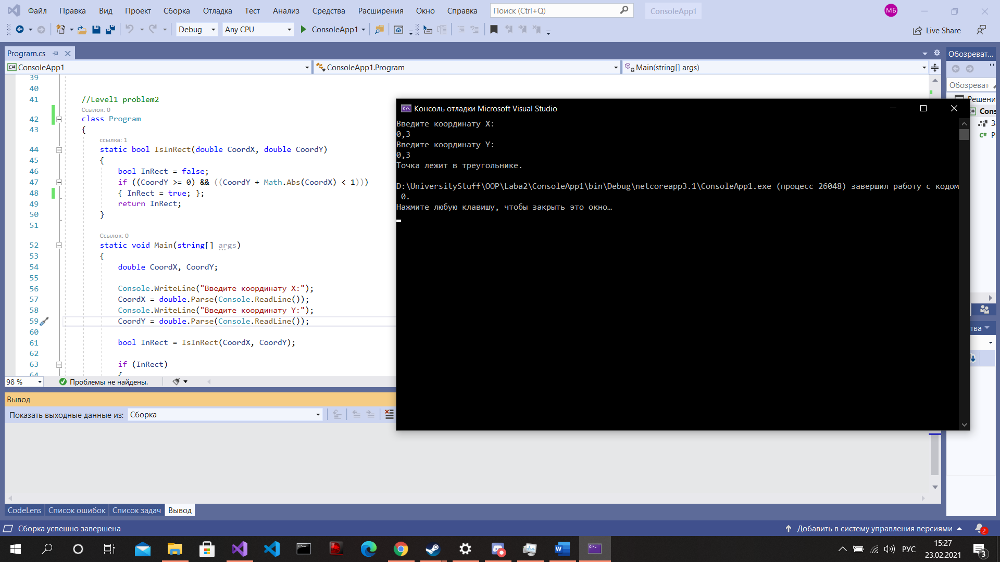 Файл Правка Вид Проект Сборка Отладка Тест Анализ Средства Расширения Окно Справка Поиск (Ctrl+Q) ConsoleApp1 МБ
Debug Any CPU ConsoleApp1 Live Share
Program.cs
ConsoleApp1 ConsoleApp1.Program Main(string[] args)
39
40
41 //Level1 problem2
Ссылок: 0
42 class Program
43 {
ссылка: 1
44 static bool IsInRect(double CoordX, double CoordY)
45 {
46 bool InRect = false;
47 if ((CoordY >= 0) && ((CoordY + Math.Abs(CoordX) < 1)))
48 { InRect = true; };
49 return InRect;
50 }
51
Ссылок: 0
52 static void Main(string[] args)
53 {
54 double CoordX, CoordY;
55
56 Console.WriteLine("Введите координату X:");
57 CoordX = double.Parse(Console.ReadLine());
58 Console.WriteLine("Введите координату Y:");
59 CoordY = double.Parse(Console.ReadLine());
60
61 bool InRect = IsInRect(CoordX, CoordY);
62
63 if (InRect)
64 {
98 % Проблемы не найдены.
Консоль отладки Microsoft Visual Studio
Введите координату X:
0,3
Введите координату Y:
0,3
Точка лежит в треугольнике.
D:\UniversityStuff\OOP\Laba2\ConsoleApp1\bin\Debug\netcoreapp3.1\ConsoleApp1.exe (процесс 26048) завершил работу с кодом
0.
Нажмите любую клавишу, чтобы закрыть это окно…
Обозреват...
Обозреват
Решени
Cons
З
P
тва
Вывод
Показать выходные данные из: Сборка
CodeLens Список ошибок Список задач Вывод
Сборка успешно завершена Добавить в систему управления версиями 2
РУС 15:27
23.02.2021 3